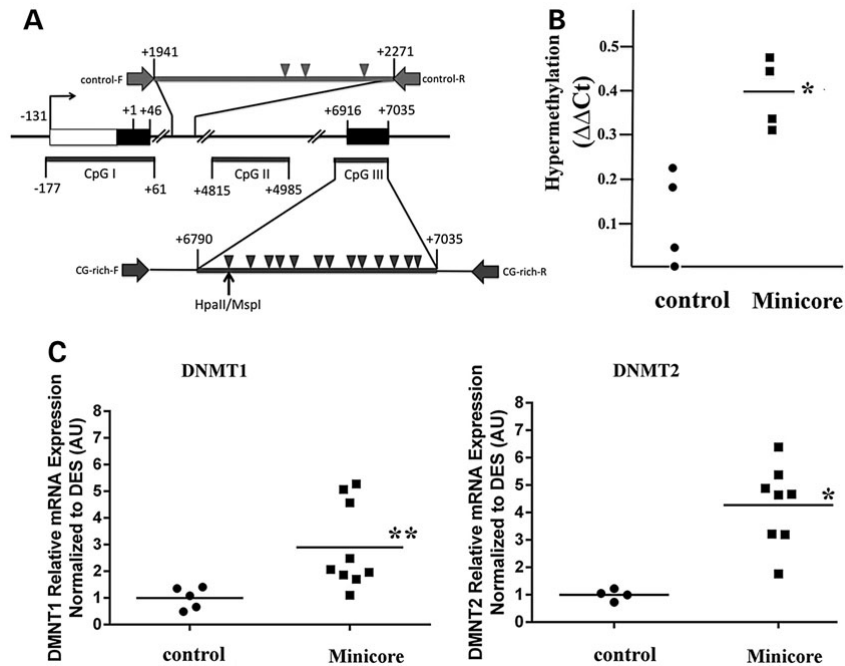 A
+1941
+2271
control-F
control-R
-131
+1 +46
+6916
+7035
CpG I
CpG II
CpG III
-177
+61
+4815
+4985
+6790
+7035
CG-rich-F
CG-rich-R
HpaII/MspI
B
Hypermethylation
(ΔΔCt)
0.5
0.4
0.3
0.2
0.1
*
control
Minicore
C
DNMT1
DMNT1 Relative mRNA Expression
Normalized to DES (AU)
8
7
6
5
4
3
2
1
0
**
control
Minicore
DNMT2
DMNT2 Relative mRNA Expression
Normalized to DES (AU)
8
7
6
5
4
3
2
1
0
*
control
Minicore